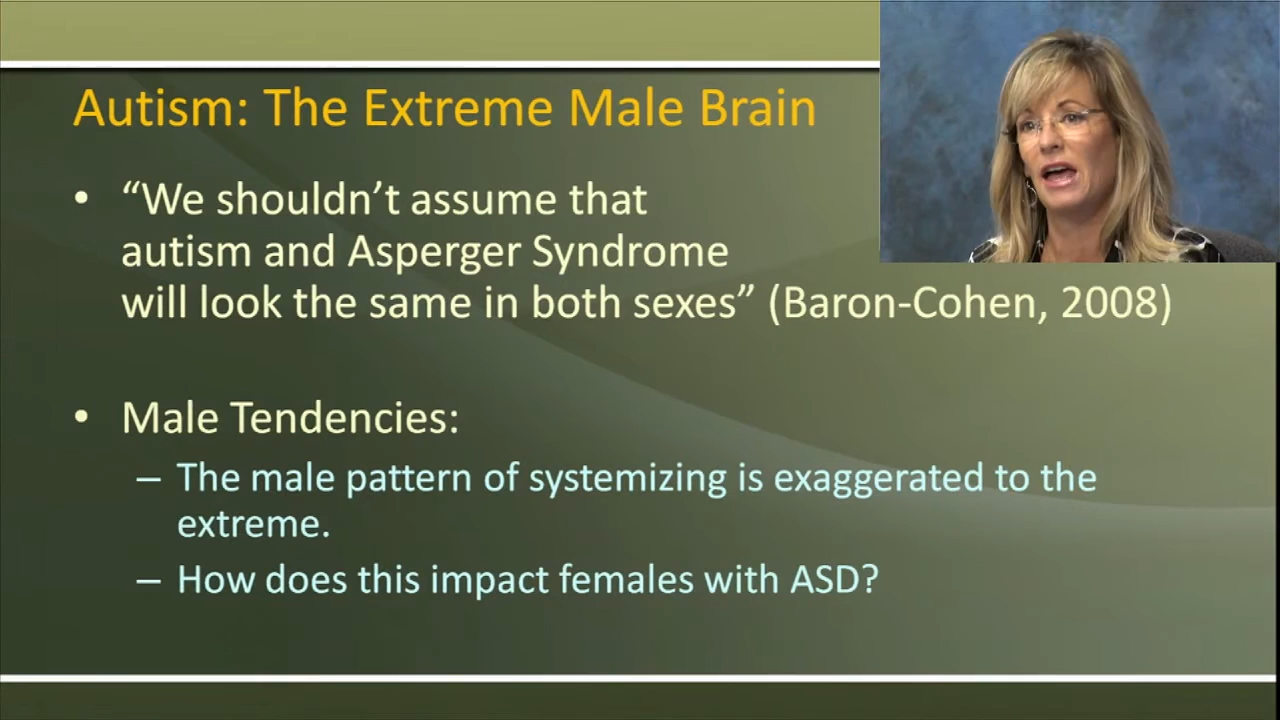 Autism: The Extreme Male Brain
• “We shouldn’t assume that
autism and Asperger Syndrome
will look the same in both sexes” (Baron-Cohen, 2008)
• Male Tendencies:
– The male pattern of systemizing is exaggerated to the
extreme.
– How does this impact females with ASD?